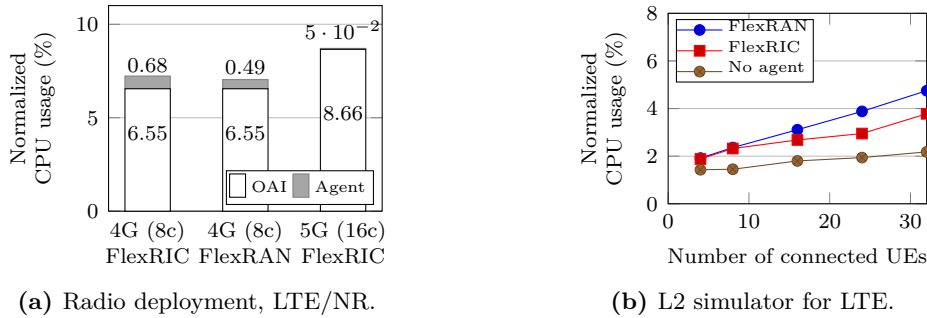 10
5
0
Normalized
CPU usage (%)
0.68
6.55
0.49
6.55
5 · 10⁻²
8.66
OAI
Agent
4G (8c)
FlexRIC
4G (8c)
FlexRAN
5G (16c)
FlexRIC
(a) Radio deployment, LTE/NR.
8
6
4
2
0
Normalized
CPU usage (%)
FlexRAN
FlexRIC
No agent
0
10
20
30
Number of connected UEs
(b) L2 simulator for LTE.